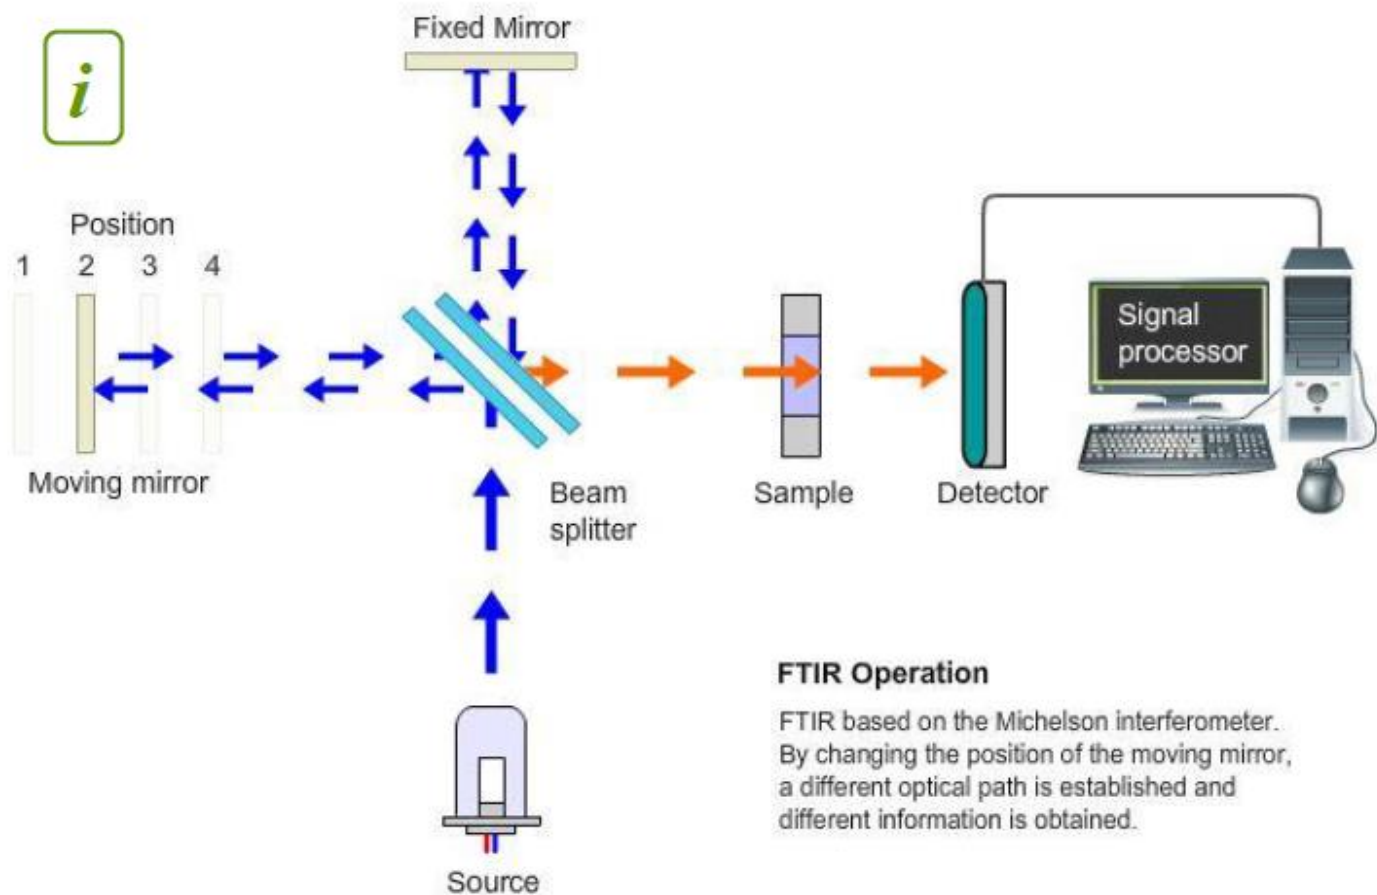 i
Fixed Mirror
Position
1 2 3 4
Moving mirror
Beam
splitter
Sample
Detector
Signal
processor
Source
FTIR Operation
FTIR based on the Michelson interferometer.
By changing the position of the moving mirror,
a different optical path is established and
different information is obtained.